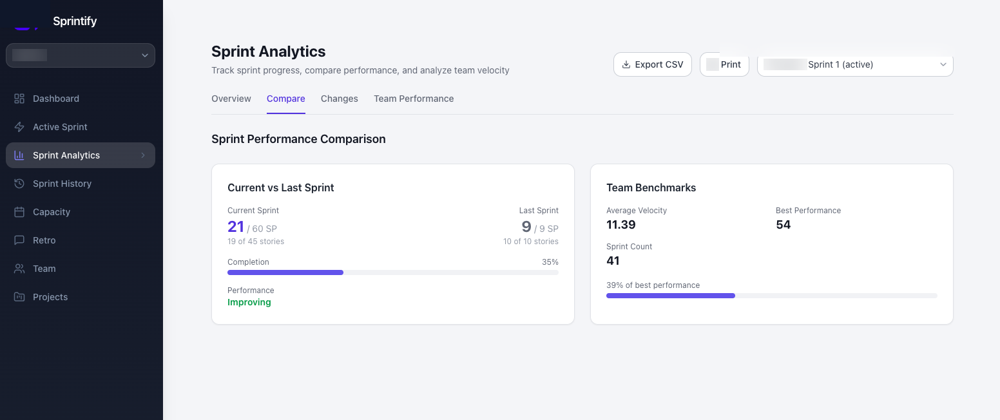 Sprintify
Dashboard
Active Sprint
Sprint Analytics
Sprint History
Capacity
Retro
Team
Projects
Sprint Analytics
Track sprint progress, compare performance, and analyze team velocity
Export CSV
Print
Sprint 1 (active)
Overview Compare Changes Team Performance
Sprint Performance Comparison
Current vs Last Sprint
Current Sprint Last Sprint
21 / 60 SP 9 / 9 SP
19 of 45 stories 10 of 10 stories
Completion 35%
Performance
Improving
Team Benchmarks
Average Velocity Best Performance
11.39 54
Sprint Count
41
39% of best performance